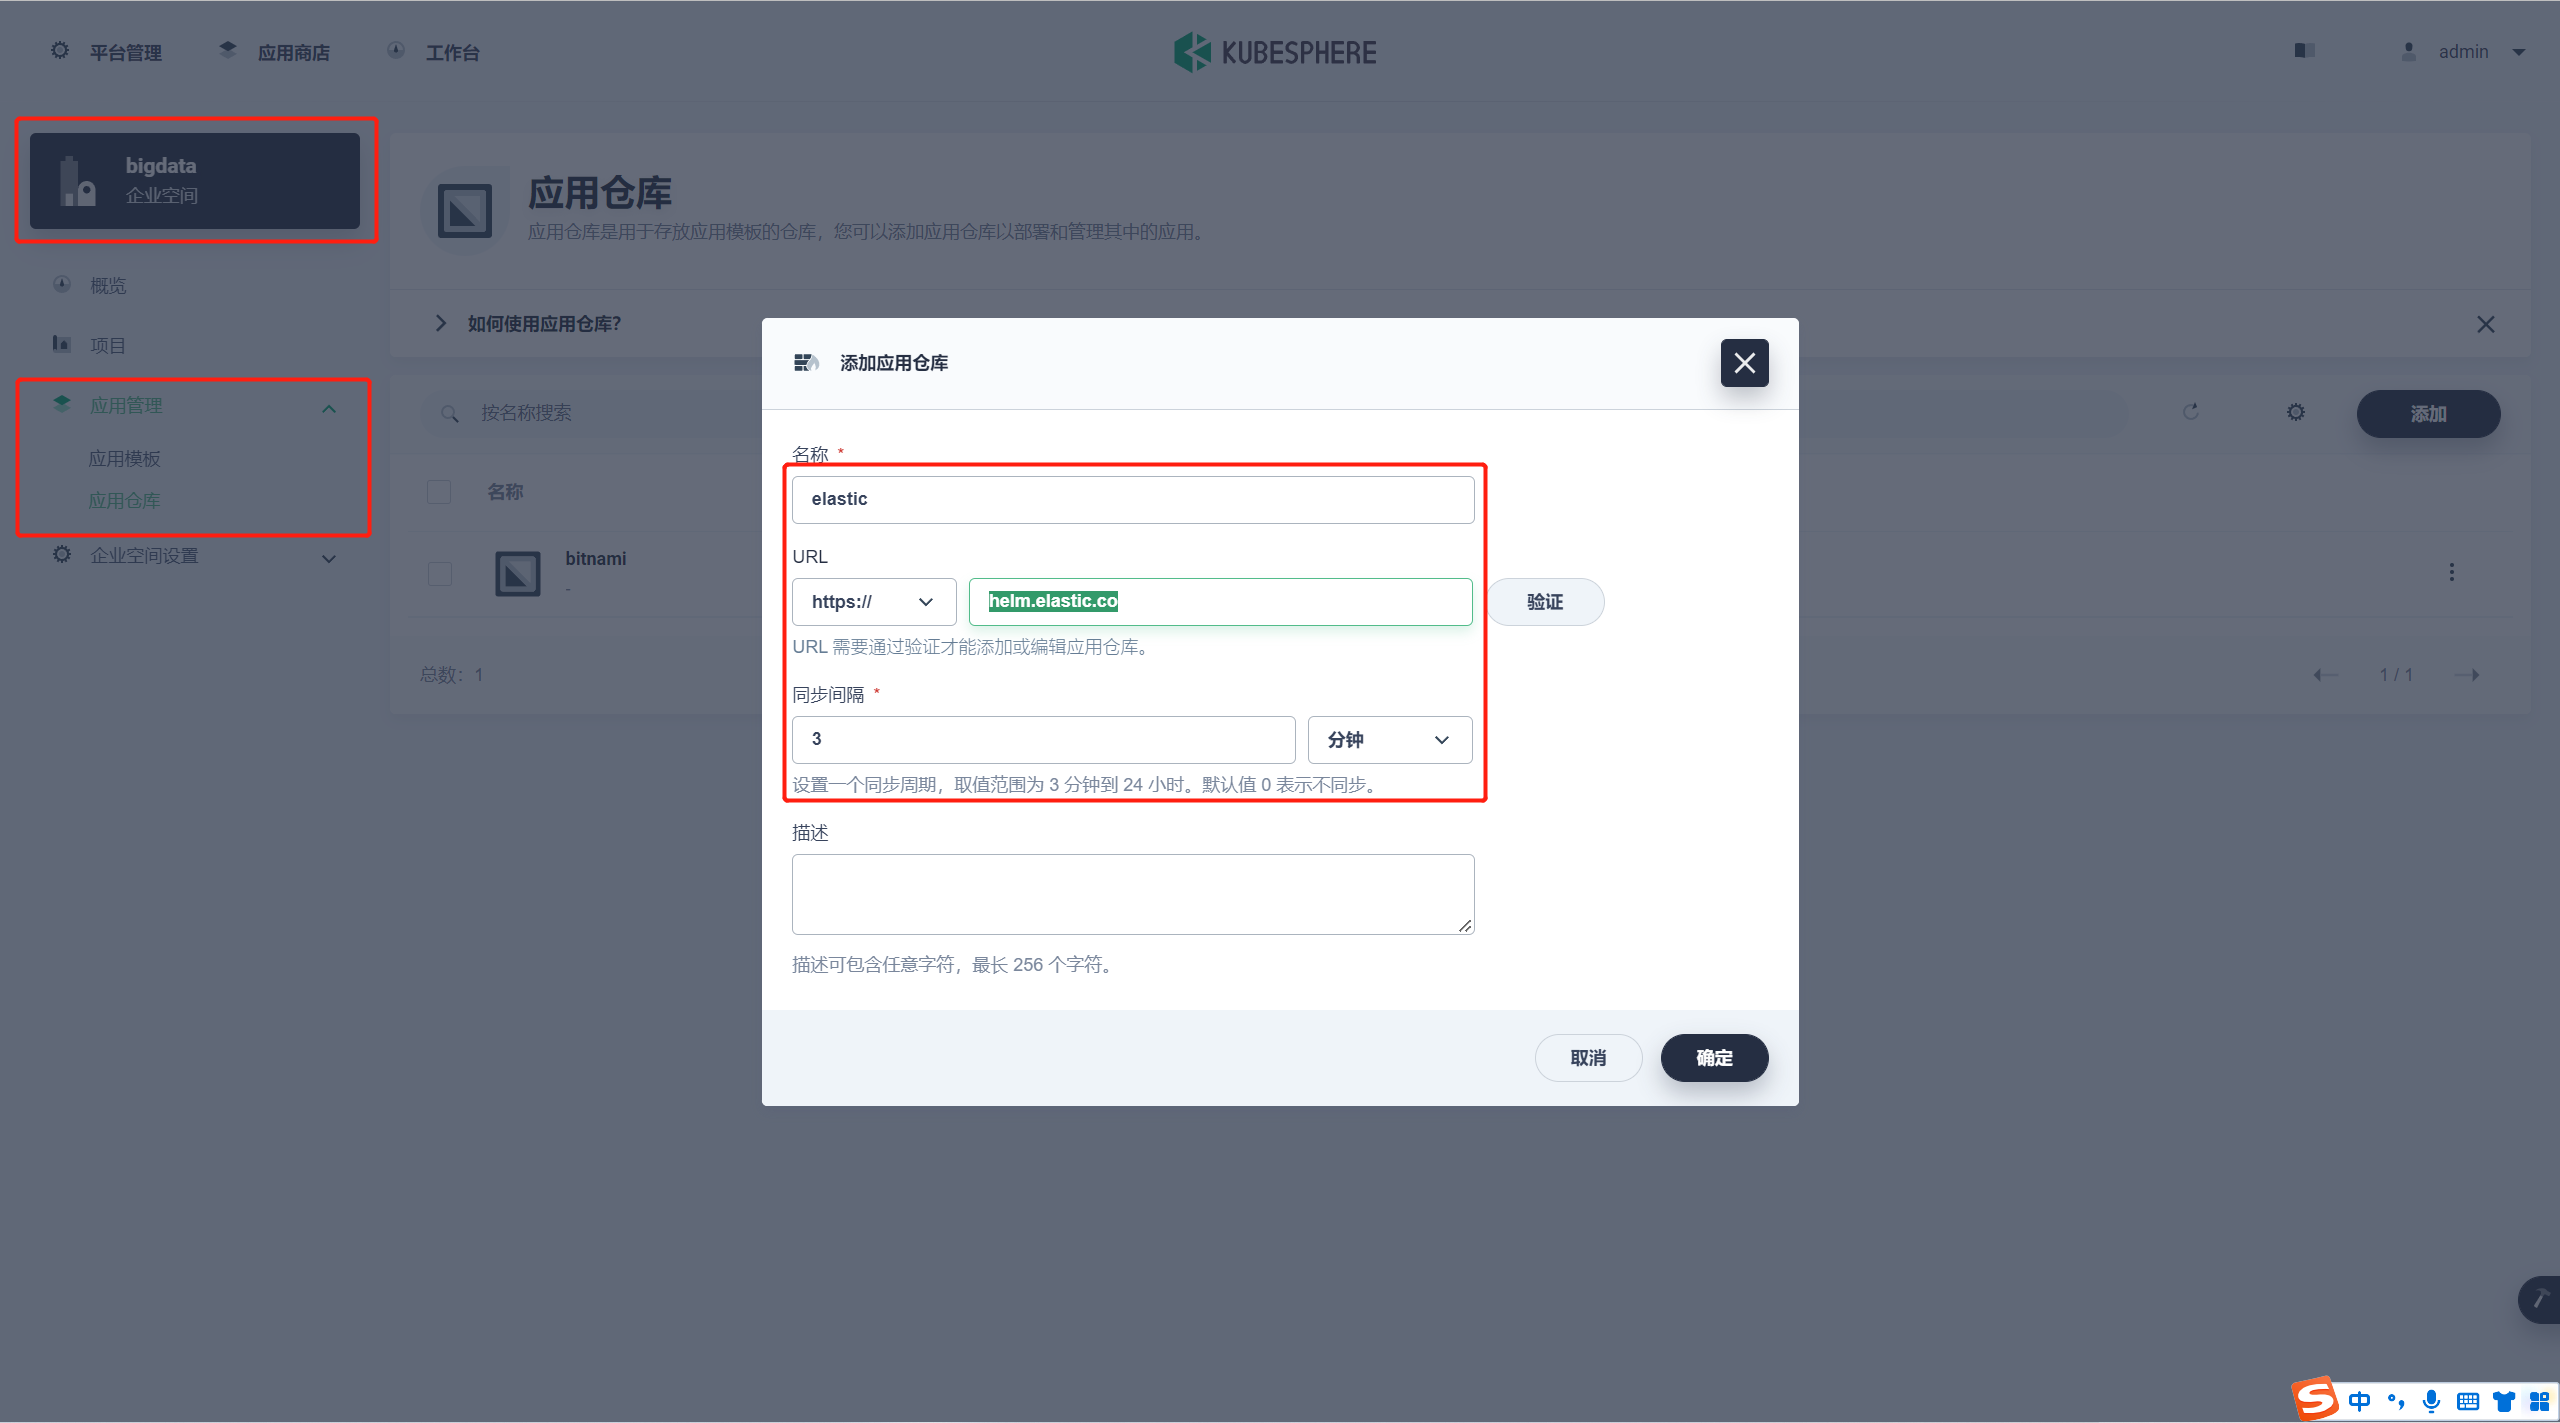 平台管理
应用商店
工作台
KUBESPHERE
admin
bigdata
企业空间
概览
项目
应用管理
应用模板
应用仓库
企业空间设置
应用仓库
应用仓库是用于存放应用模板的仓库，您可以添加应用仓库以部署和管理其中的应用。
如何使用应用仓库？
按名称搜索
添加
名称
bitnami
-
总数：1
1 / 1
添加应用仓库
名称 *
elastic
URL
https://
helm.elastic.co
验证
URL 需要通过验证才能添加或编辑应用仓库。
同步间隔 *
3
分钟
设置一个同步周期，取值范围为 3 分钟到 24 小时。默认值 0 表示不同步。
描述
描述可包含任意字符，最长 256 个字符。
取消
确定
S
中